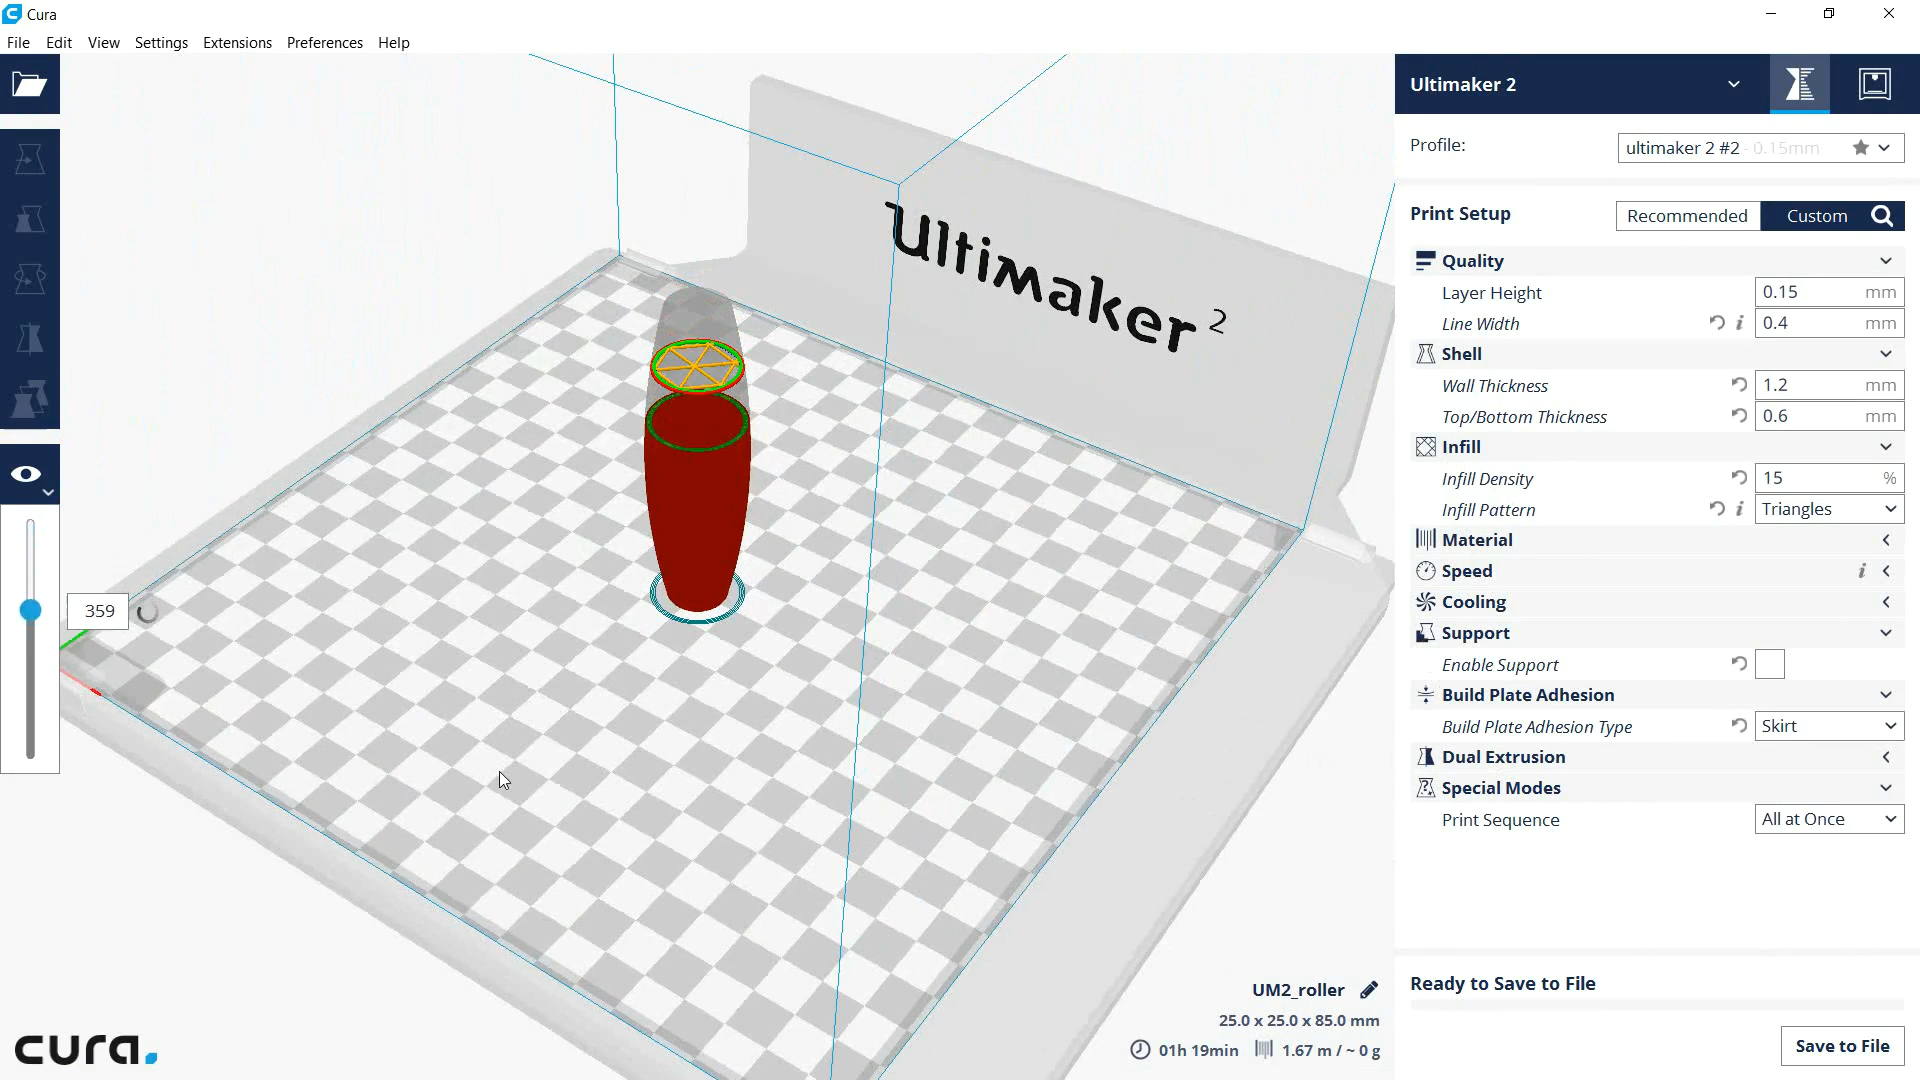 Cura
File Edit View Settings Extensions Preferences Help
Ultimaker 2
Profile:
ultimaker 2 #2 - 0.15mm
Print Setup
Recommended Custom
Quality
Layer Height 0.15 mm
Line Width i 0.4 mm
Shell
Wall Thickness 1.2 mm
Top/Bottom Thickness 0.6 mm
Infill
Infill Density 15 %
Infill Pattern i Triangles
Material
Speed i
Cooling
Support
Enable Support
Build Plate Adhesion
Build Plate Adhesion Type Skirt
Dual Extrusion
Special Modes
Print Sequence All at Once
Ready to Save to File
Save to File
Ultimaker 2
359
UM2_roller
25.0 x 25.0 x 85.0 mm
01h 19min 1.67 m / ~ 0 g
cura.